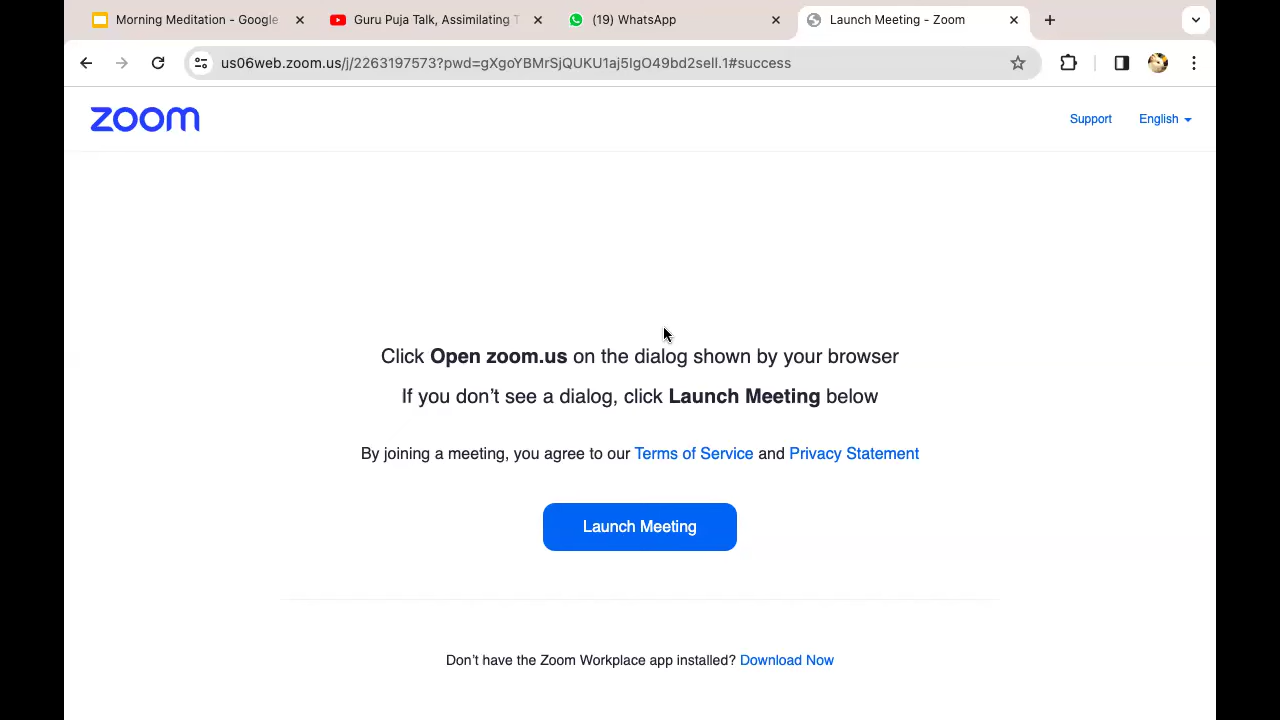 Morning Meditation - Google
Guru Puja Talk, Assimilating T
(19) WhatsApp
Launch Meeting - Zoom
us06web.zoom.us/j/2263197573?pwd=gXgoYBMrSjQUKU1aj5IgO49bd2sell.1#success
zoom
Support
English
Click Open zoom.us on the dialog shown by your browser
If you don’t see a dialog, click Launch Meeting below
By joining a meeting, you agree to our Terms of Service and Privacy Statement
Launch Meeting
Don’t have the Zoom Workplace app installed? Download Now